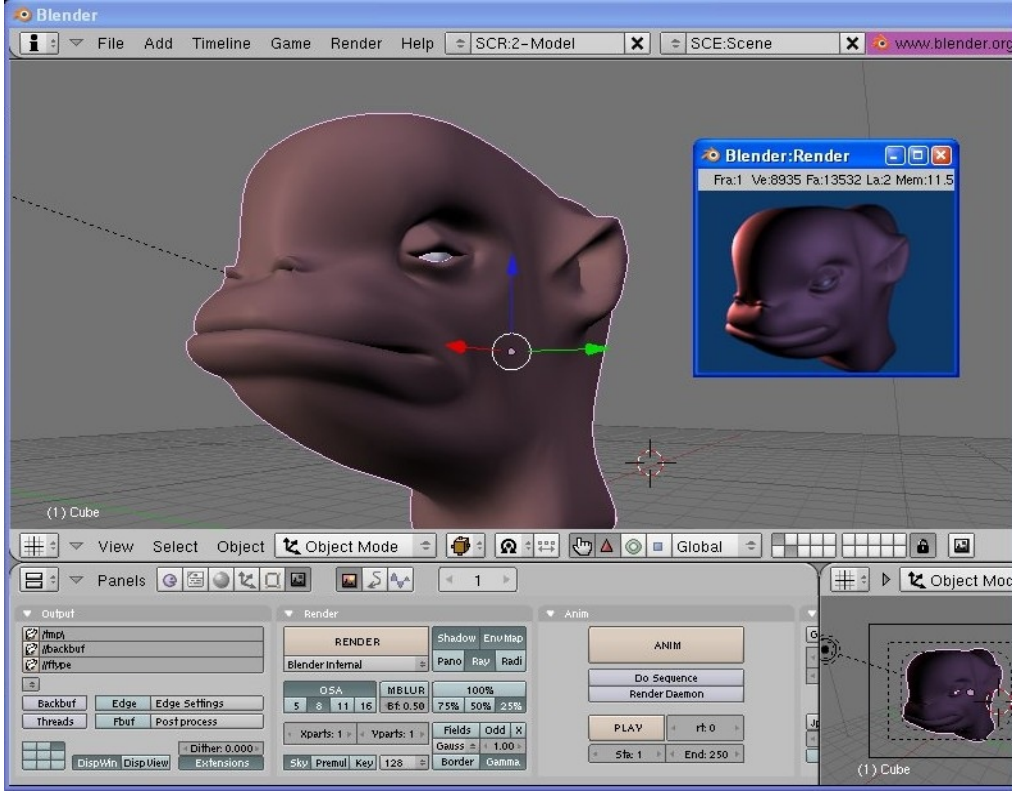 Blender
File Add Timeline Game Render Help SCR:2-Model SCE:Scene www.blender.org
Blender:Render
Fra:1 Ve:8935 Fa:13532 La:2 Mem:11.5
(1) Cube
View Select Object Object Mode Global
Panels 1
Object Mod
Output
Render
Anim
/tmp\
//backbuf
//ftype
RENDER
Shadow EnvMap
ANIM
Blender Internal
Pano Ray Radi
Do Sequence
Render Daemon
OSA MBLUR 100%
5 8 11 16 Bf: 0.50 75% 50% 25%
Backbuf Edge Edge Settings
Threads Fbuf Postprocess
Xparts: 1 Yparts: 1 Fields Odd X
PLAY rt: 0
Gauss 1.00
Dither: 0.000
Sta: 1 End: 250
DispWin DispView Extensions
Sky Premul Key 128 Border Gamma
(1) Cube